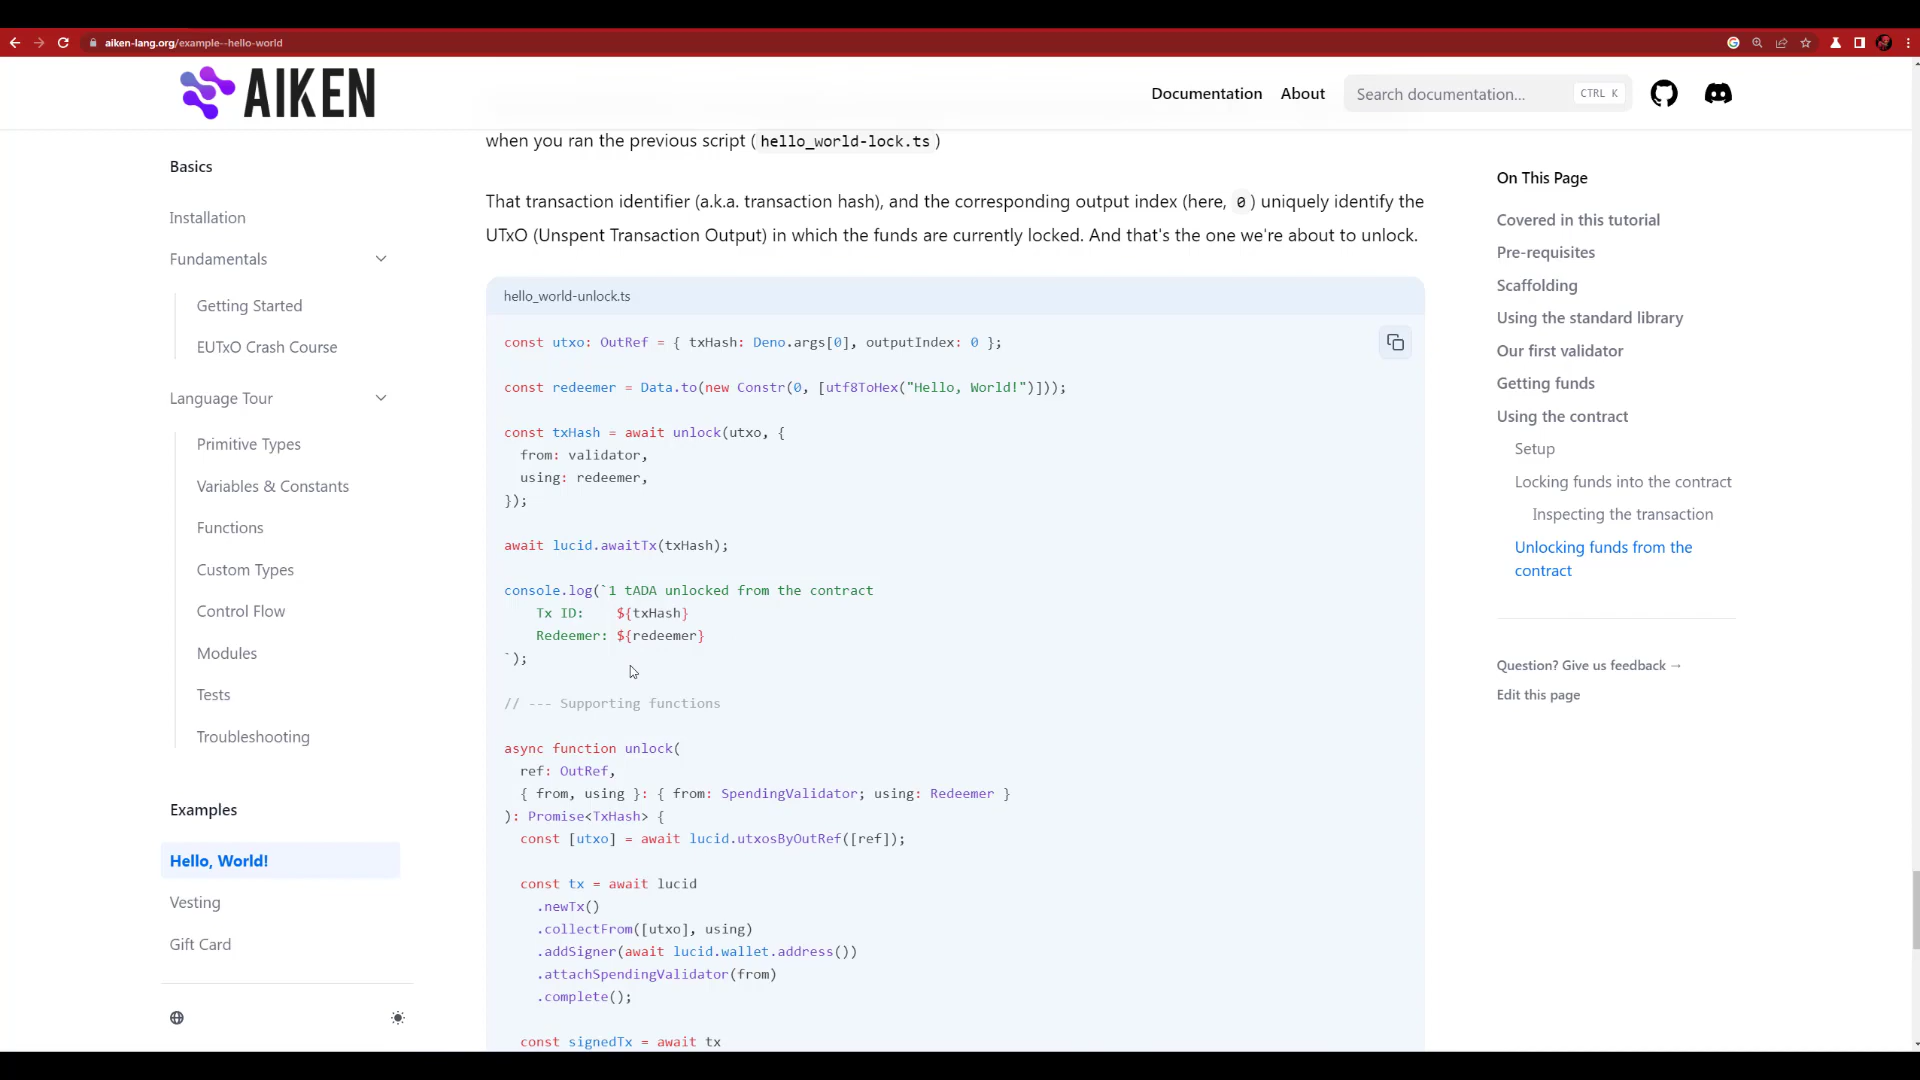 aiken-lang.org/example--hello-world
AIKEN
Documentation
About
Search documentation...
CTRL K
Basics
Installation
Fundamentals
Getting Started
EUTxO Crash Course
Language Tour
Primitive Types
Variables & Constants
Functions
Custom Types
Control Flow
Modules
Tests
Troubleshooting
Examples
Hello, World!
Vesting
Gift Card
when you ran the previous script ( hello_world-lock.ts )
That transaction identifier (a.k.a. transaction hash), and the corresponding output index (here, 0 ) uniquely identify the
UTxO (Unspent Transaction Output) in which the funds are currently locked. And that's the one we're about to unlock.
hello_world-unlock.ts
const utxo: OutRef = { txHash: Deno.args[0], outputIndex: 0 };
const redeemer = Data.to(new Constr(0, [utf8ToHex("Hello, World!")]));
const txHash = await unlock(utxo, {
  from: validator,
  using: redeemer,
});
await lucid.awaitTx(txHash);
console.log(`1 tADA unlocked from the contract
    Tx ID:    ${txHash}
    Redeemer: ${redeemer}
`);
// --- Supporting functions
async function unlock(
  ref: OutRef,
  { from, using }: { from: SpendingValidator; using: Redeemer }
): Promise<TxHash> {
  const [utxo] = await lucid.utxosByOutRef([ref]);
  const tx = await lucid
    .newTx()
    .collectFrom([utxo], using)
    .addSigner(await lucid.wallet.address())
    .attachSpendingValidator(from)
    .complete();
  const signedTx = await tx
On This Page
Covered in this tutorial
Pre-requisites
Scaffolding
Using the standard library
Our first validator
Getting funds
Using the contract
Setup
Locking funds into the contract
Inspecting the transaction
Unlocking funds from the
contract
Question? Give us feedback →
Edit this page